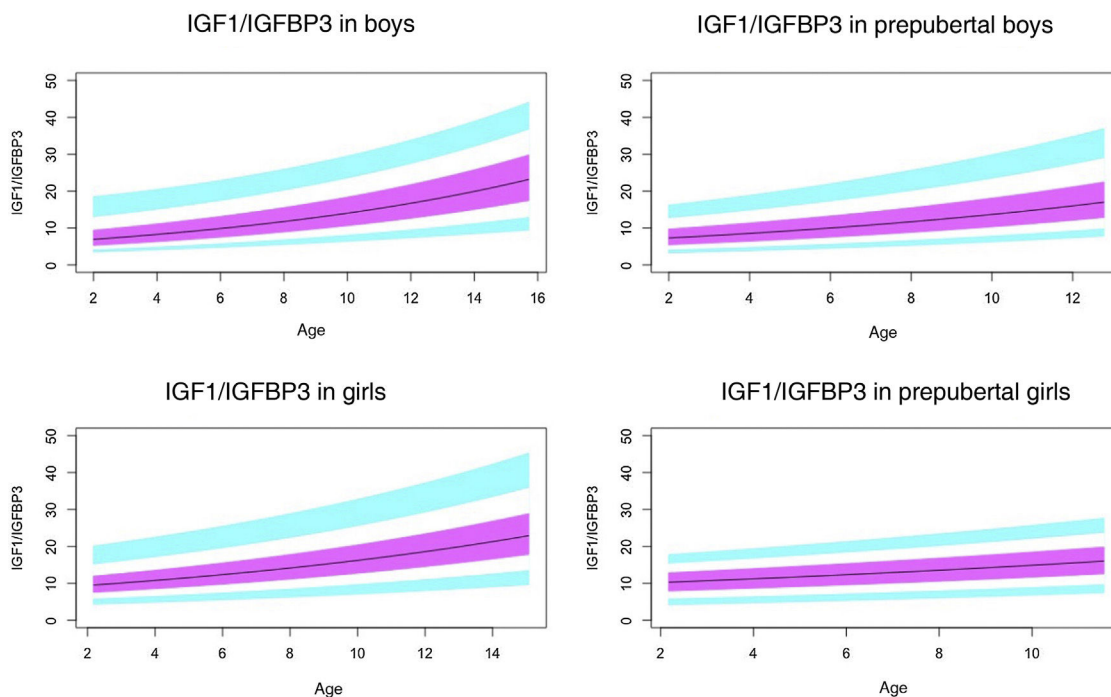 IGF1/IGFBP3 in boys
IGF1/IGFBP3
50
40
30
20
10
0
2 4 6 8 10 12 14 16
Age
IGF1/IGFBP3 in prepubertal boys
IGF1/IGFBP3
50
40
30
20
10
0
2 4 6 8 10 12
Age
IGF1/IGFBP3 in girls
IGF1/IGFBP3
50
40
30
20
10
0
2 4 6 8 10 12 14
Age
IGF1/IGFBP3 in prepubertal girls
IGF1/IGFBP3
50
40
30
20
10
0
2 4 6 8 10
Age